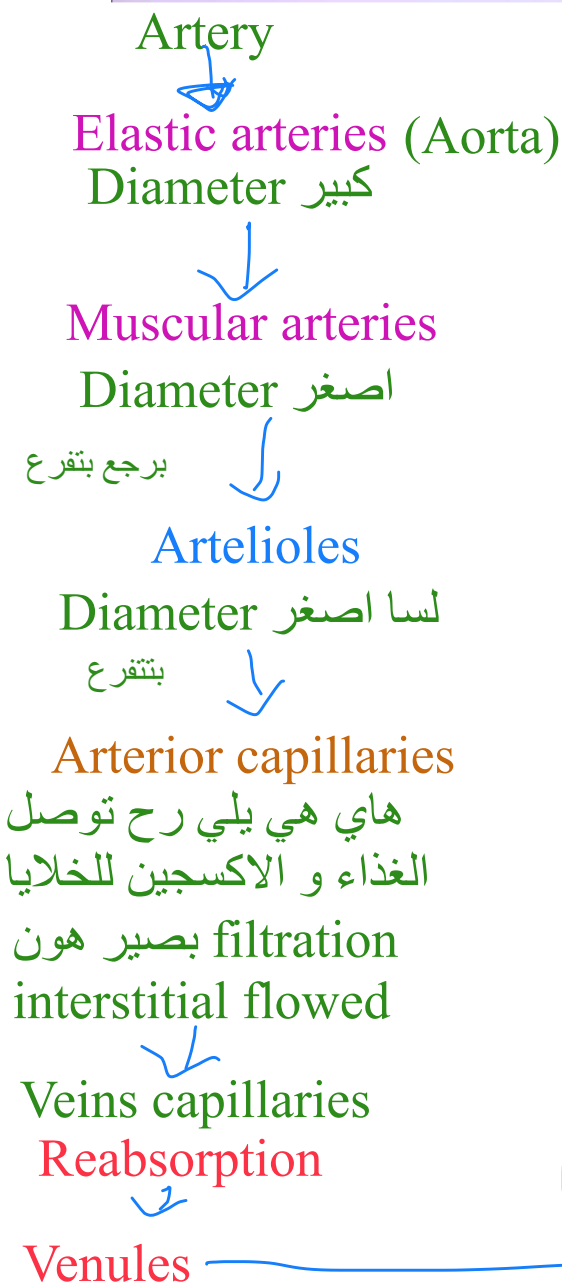 Artery
Elastic arteries (Aorta)
Diameter كبير
Muscular arteries
Diameter اصغر
برجع بتفرع
Artelioles
Diameter لسا اصغر
بتتفرع
Arterior capillaries
هاي هي يلي رح توصل
الغذاء و الاكسجين للخلايا
بصير هون filtration
interstitial flowed
Veins capillaries
Reabsorption
Venules